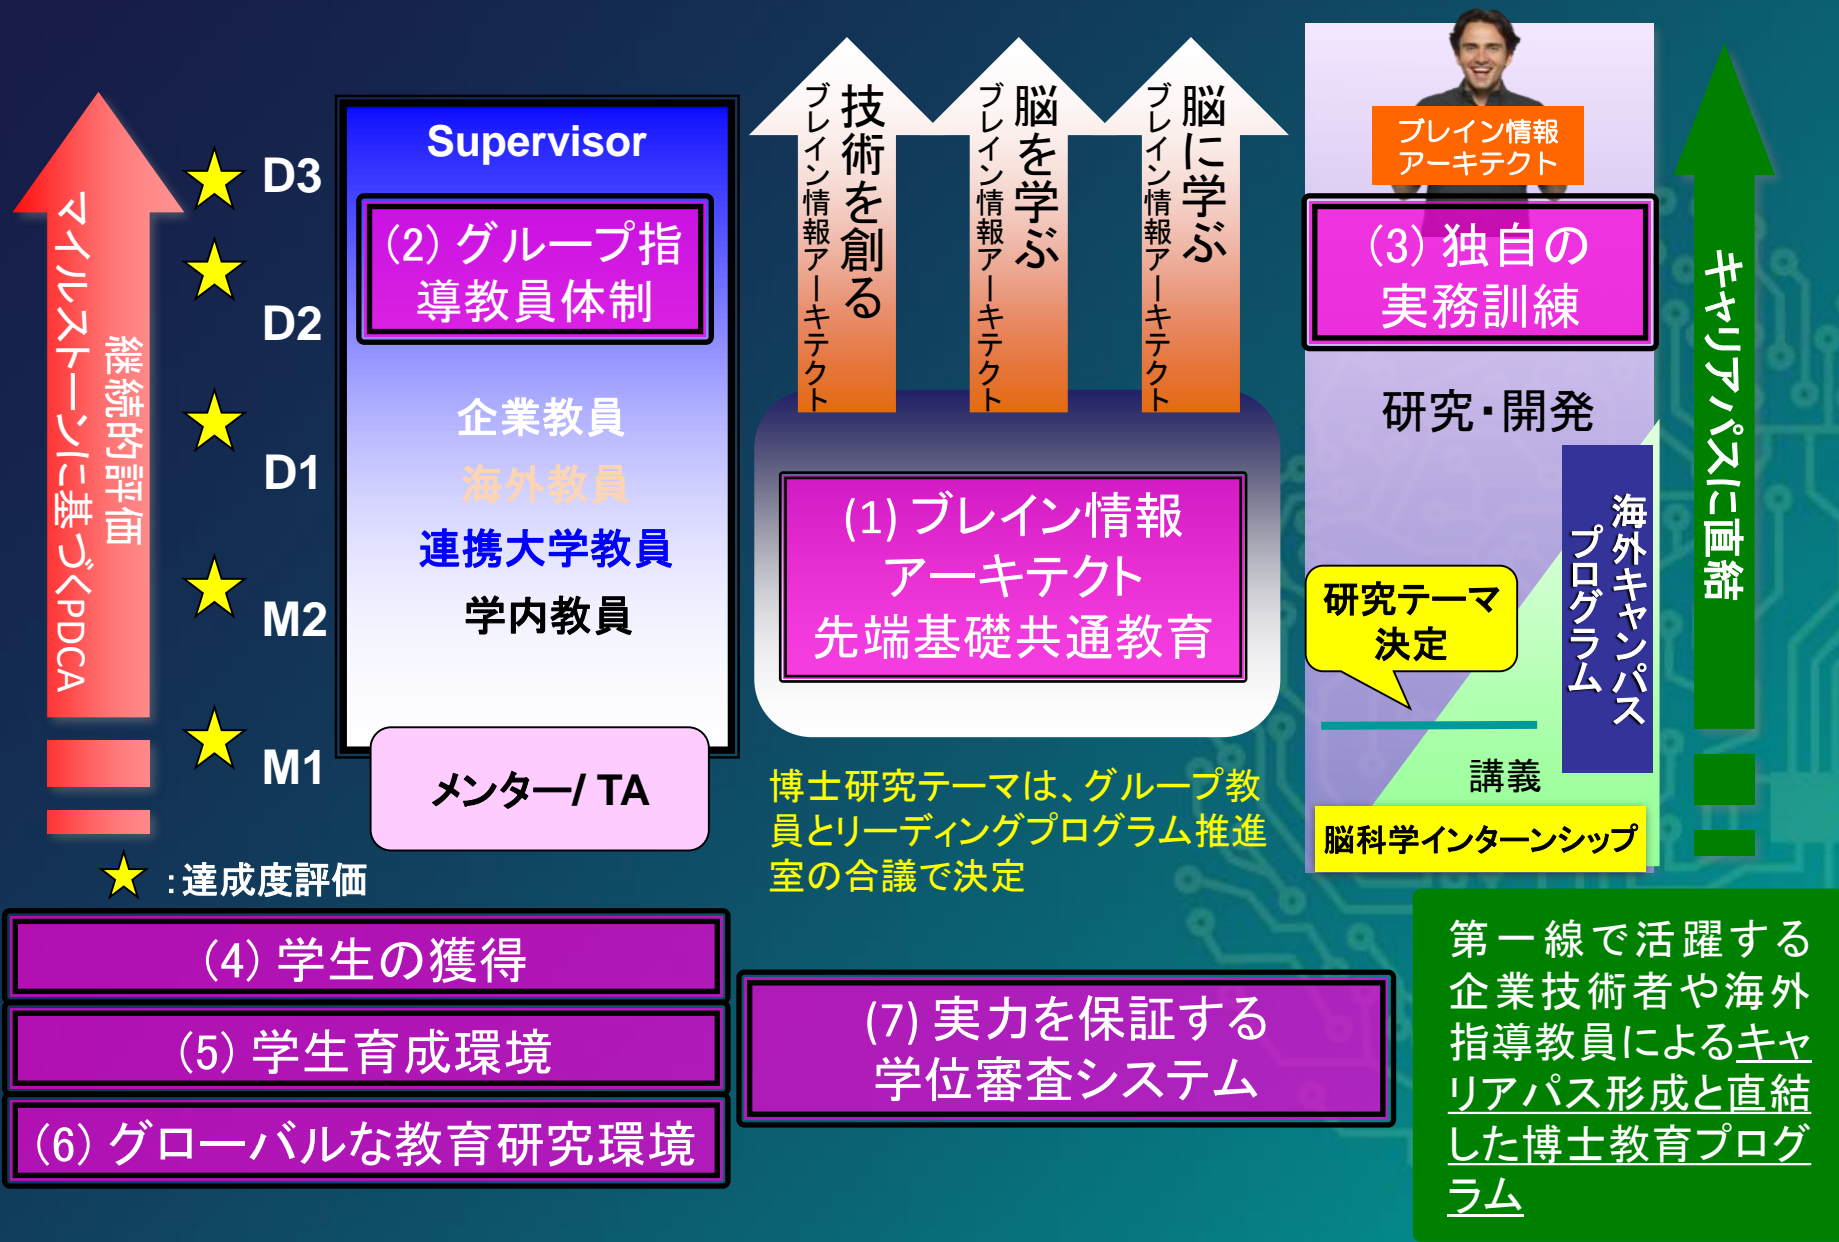 マイルストーンに基づくPDCA
継続的評価
D3
D2
D1
M2
M1
:達成度評価
Supervisor
(2) グループ指
導教員体制
企業教員
海外教員
連携大学教員
学内教員
メンター/ TA
技術を創る
ブレイン情報アーキテクト
脳を学ぶ
ブレイン情報アーキテクト
脳に学ぶ
ブレイン情報アーキテクト
(1) ブレイン情報
アーキテクト
先端基礎共通教育
博士研究テーマは、グループ教
員とリーディングプログラム推進
室の合議で決定
ブレイン情報
アーキテクト
(3) 独自の
実務訓練
研究・開発
海外キャンパス
プログラム
研究テーマ
決定
講義
脳科学インターンシップ
キャリアパスに直結
(4) 学生の獲得
(5) 学生育成環境
(6) グローバルな教育研究環境
(7) 実力を保証する
学位審査システム
第一線で活躍する
企業技術者や海外
指導教員によるキャ
リアパス形成と直結
した博士教育プログ
ラム